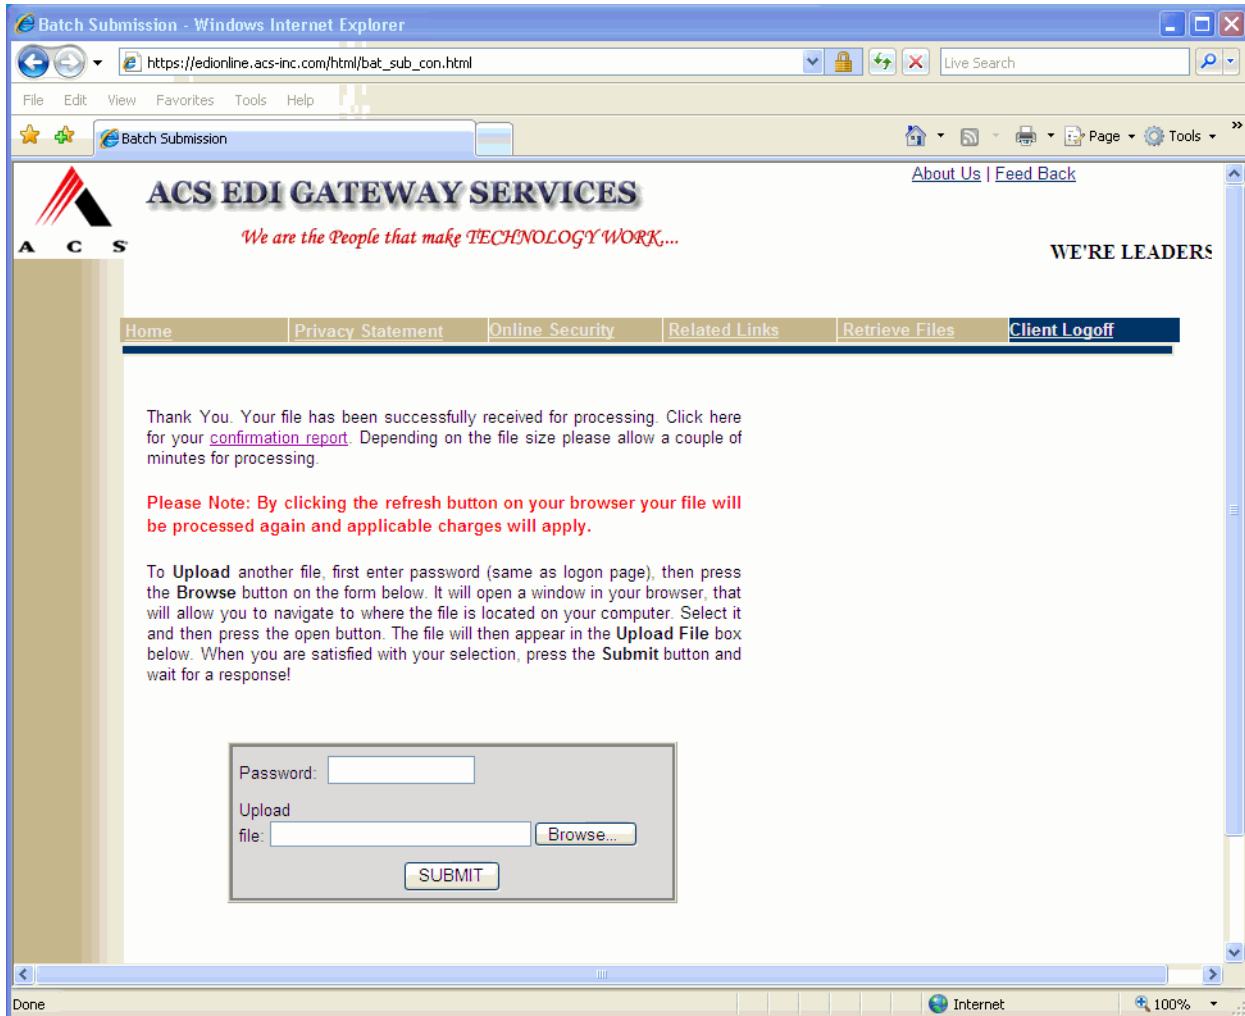 Batch Submission - Windows Internet Explorer
https://edionline.acs-inc.com/html/bat_sub_con.html
Live Search
File Edit View Favorites Tools Help
Batch Submission
Page Tools
About Us | Feed Back
ACS EDI GATEWAY SERVICES
We are the People that make TECHNOLOGY WORK....
A C S
WE'RE LEADERS
Home Privacy Statement Online Security Related Links Retrieve Files Client Logoff
Thank You. Your file has been successfully received for processing. Click here
for your confirmation report. Depending on the file size please allow a couple of
minutes for processing.
Please Note: By clicking the refresh button on your browser your file will
be processed again and applicable charges will apply.
To Upload another file, first enter password (same as logon page), then press
the Browse button on the form below. It will open a window in your browser, that
will allow you to navigate to where the file is located on your computer. Select it
and then press the open button. The file will then appear in the Upload File box
below. When you are satisfied with your selection, press the Submit button and
wait for a response!
Password:
Upload
file: Browse...
SUBMIT
Done Internet 100%